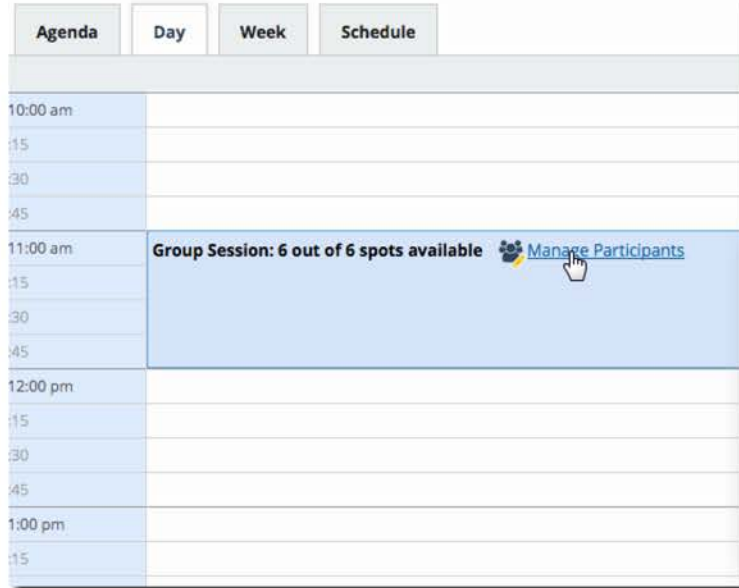 Agenda Day Week Schedule
10:00 am
:15
:30
:45
11:00 am Group Session: 6 out of 6 spots available Manage Participants
:15
:30
:45
12:00 pm
:15
:30
:45
1:00 pm
:15